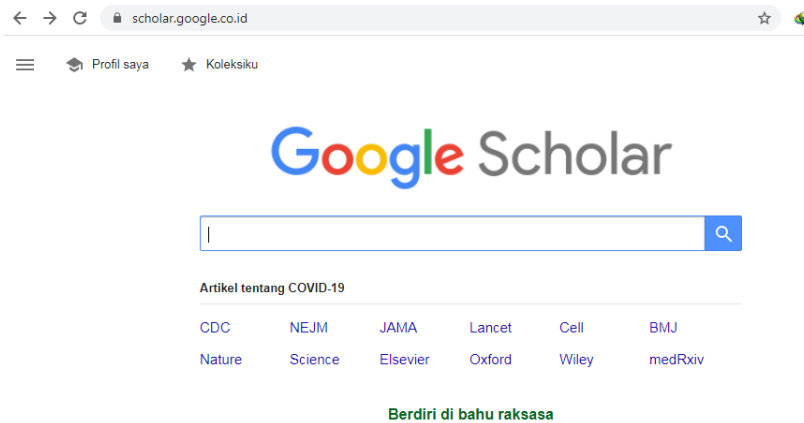 scholar.google.co.id
Profil saya Koleksiku
Google Scholar
Artikel tentang COVID-19
CDC NEJM JAMA Lancet Cell BMJ
Nature Science Elsevier Oxford Wiley medRxiv
Berdiri di bahu raksasa